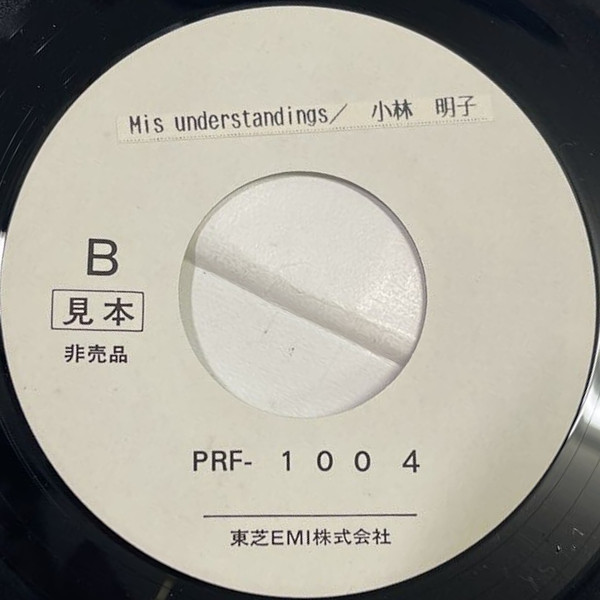 Mis understandings／ 小林 明子
B
見本
非売品
PRF- １００４
東芝EMI株式会社